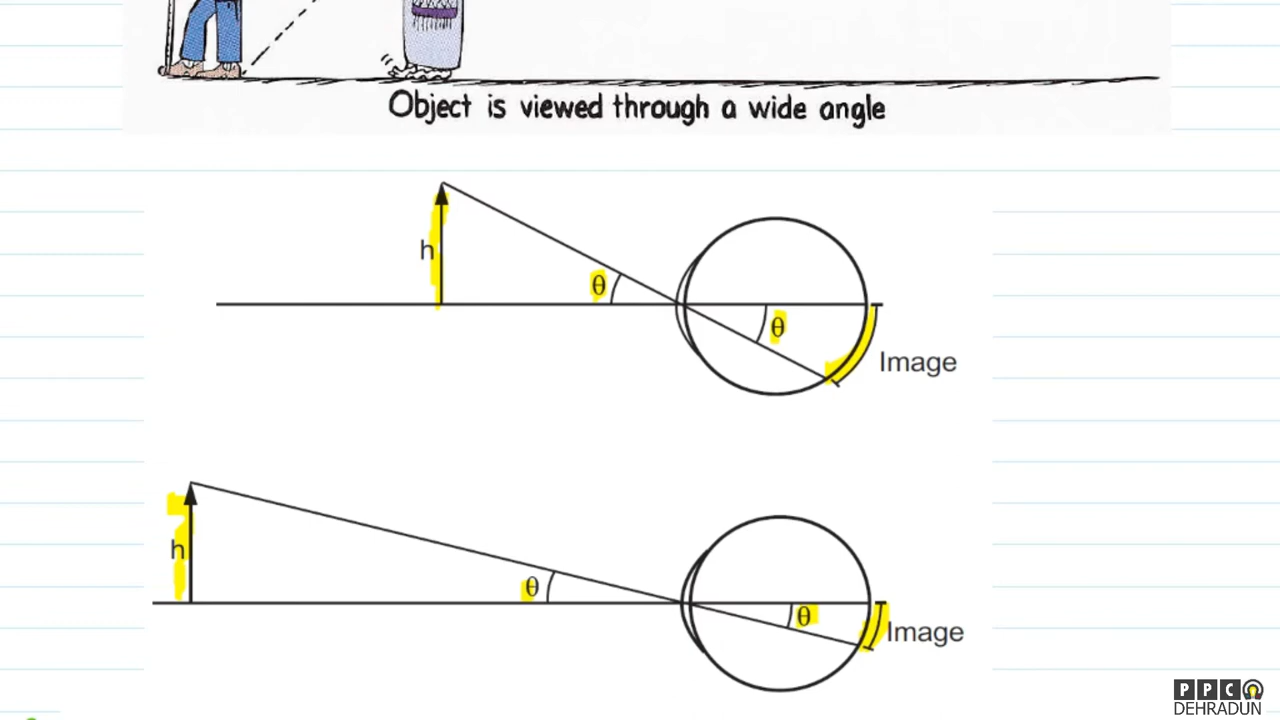 Object is viewed through a wide angle
h
θ
θ
Image
h
θ
θ
Image
PPC
DEHRADUN